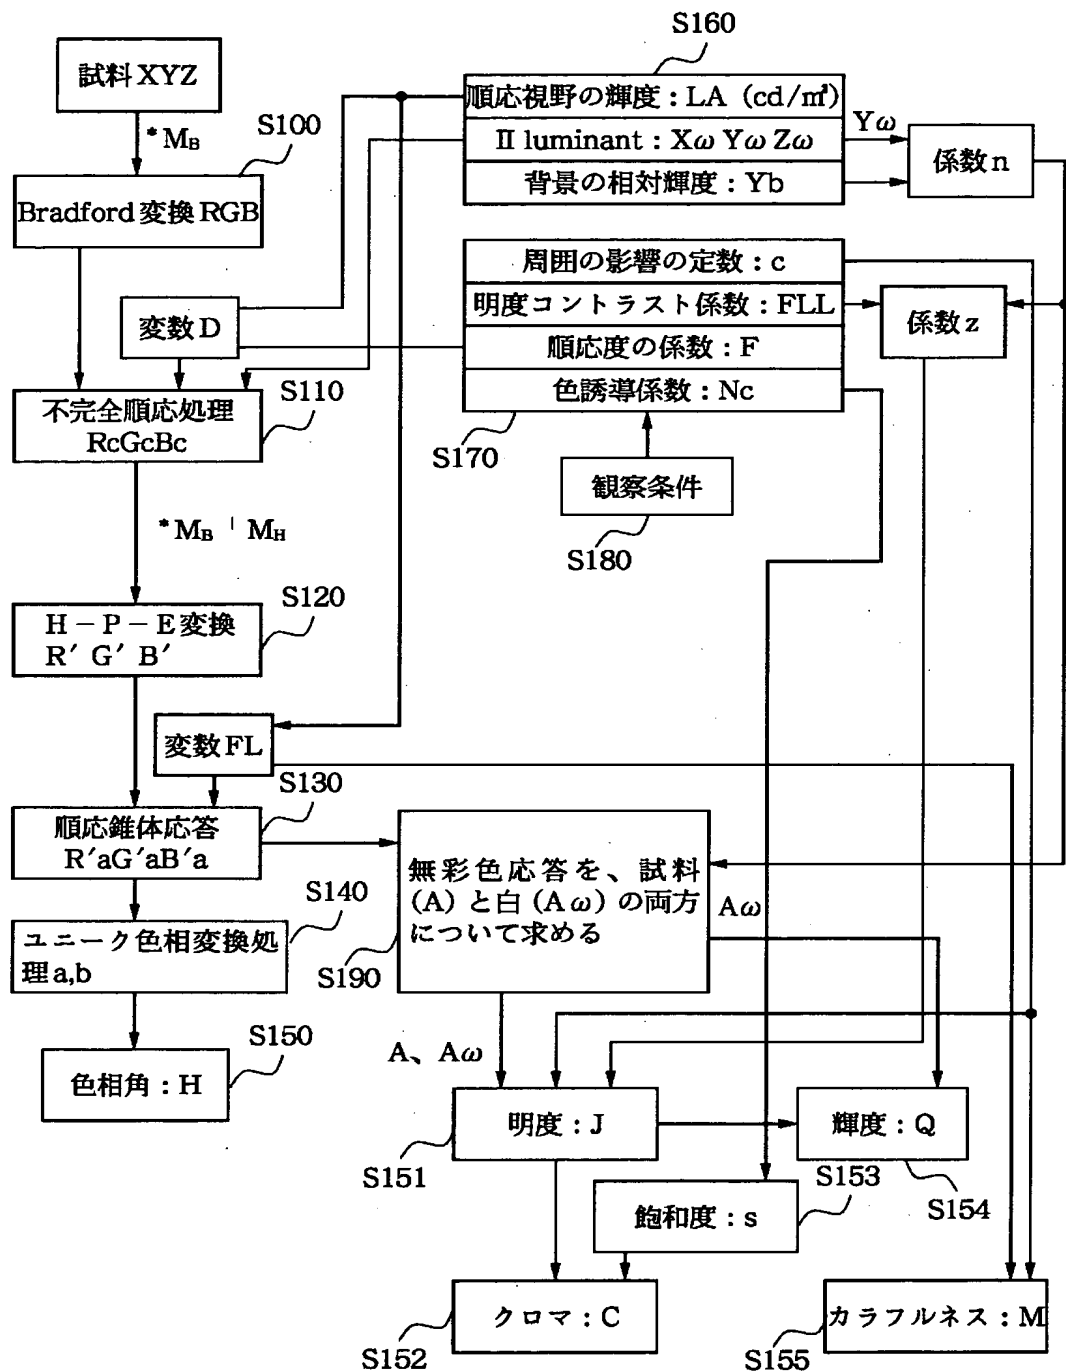 試料XYZ
*MB
S100
Bradford変換RGB
変数D
S110
不完全順応処理
RcGcBc
*MB MH
S120
H－P－E変換
R′ G′ B′
変数FL
S130
順応錐体応答
R′aG′aB′a
S140
ユニーク色相変換処
理a,b
S150
色相角：H
S160
順応視野の輝度：LA（cd/㎡）
II luminant：Xω Yω Zω
背景の相対輝度：Yb
Yω
係数n
周囲の影響の定数：c
明度コントラスト係数：FLL
順応度の係数：F
色誘導係数：Nc
係数z
S170
観察条件
S180
無彩色応答を、試料
(A)と白(Aω)の両方
について求める
S190
Aω
A、Aω
明度：J
S151
輝度：Q
S154
S153
飽和度：s
クロマ：C
S152
カラフルネス：M
S155